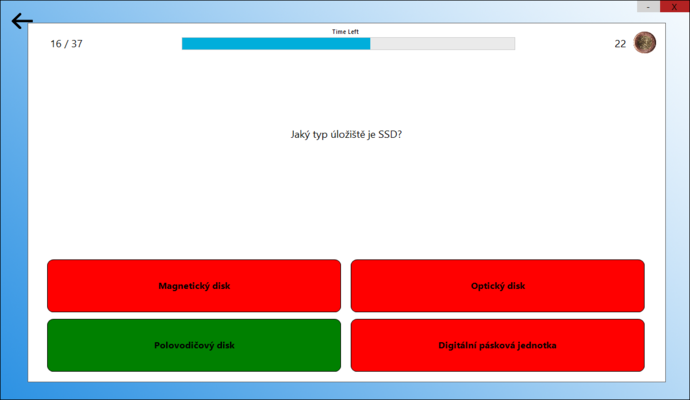 - X
Time Left
16 / 37
22
Jaký typ úložiště je SSD?
Magnetický disk
Optický disk
Polovodičový disk
Digitální pásková jednotka